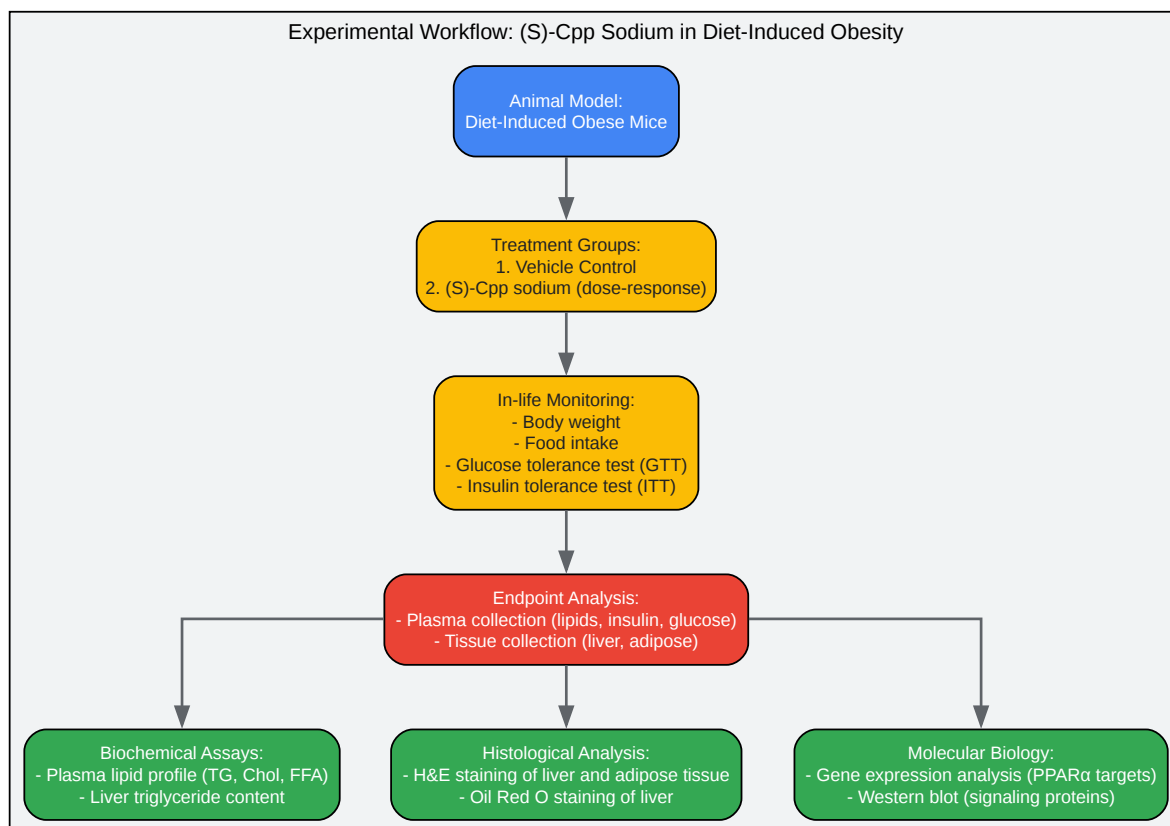 Experimental Workflow: (S)-Cpp Sodium in Diet-Induced Obesity
Animal Model:
Diet-Induced Obese Mice
Treatment Groups:
1. Vehicle Control
2. (S)-Cpp sodium (dose-response)
In-life Monitoring:
- Body weight
- Food intake
- Glucose tolerance test (GTT)
- Insulin tolerance test (ITT)
Endpoint Analysis:
- Plasma collection (lipids, insulin, glucose)
- Tissue collection (liver, adipose)
Biochemical Assays:
- Plasma lipid profile (TG, Chol, FFA)
- Liver triglyceride content
Histological Analysis:
- H&E staining of liver and adipose tissue
- Oil Red O staining of liver
Molecular Biology:
- Gene expression analysis (PPARα targets)
- Western blot (signaling proteins)